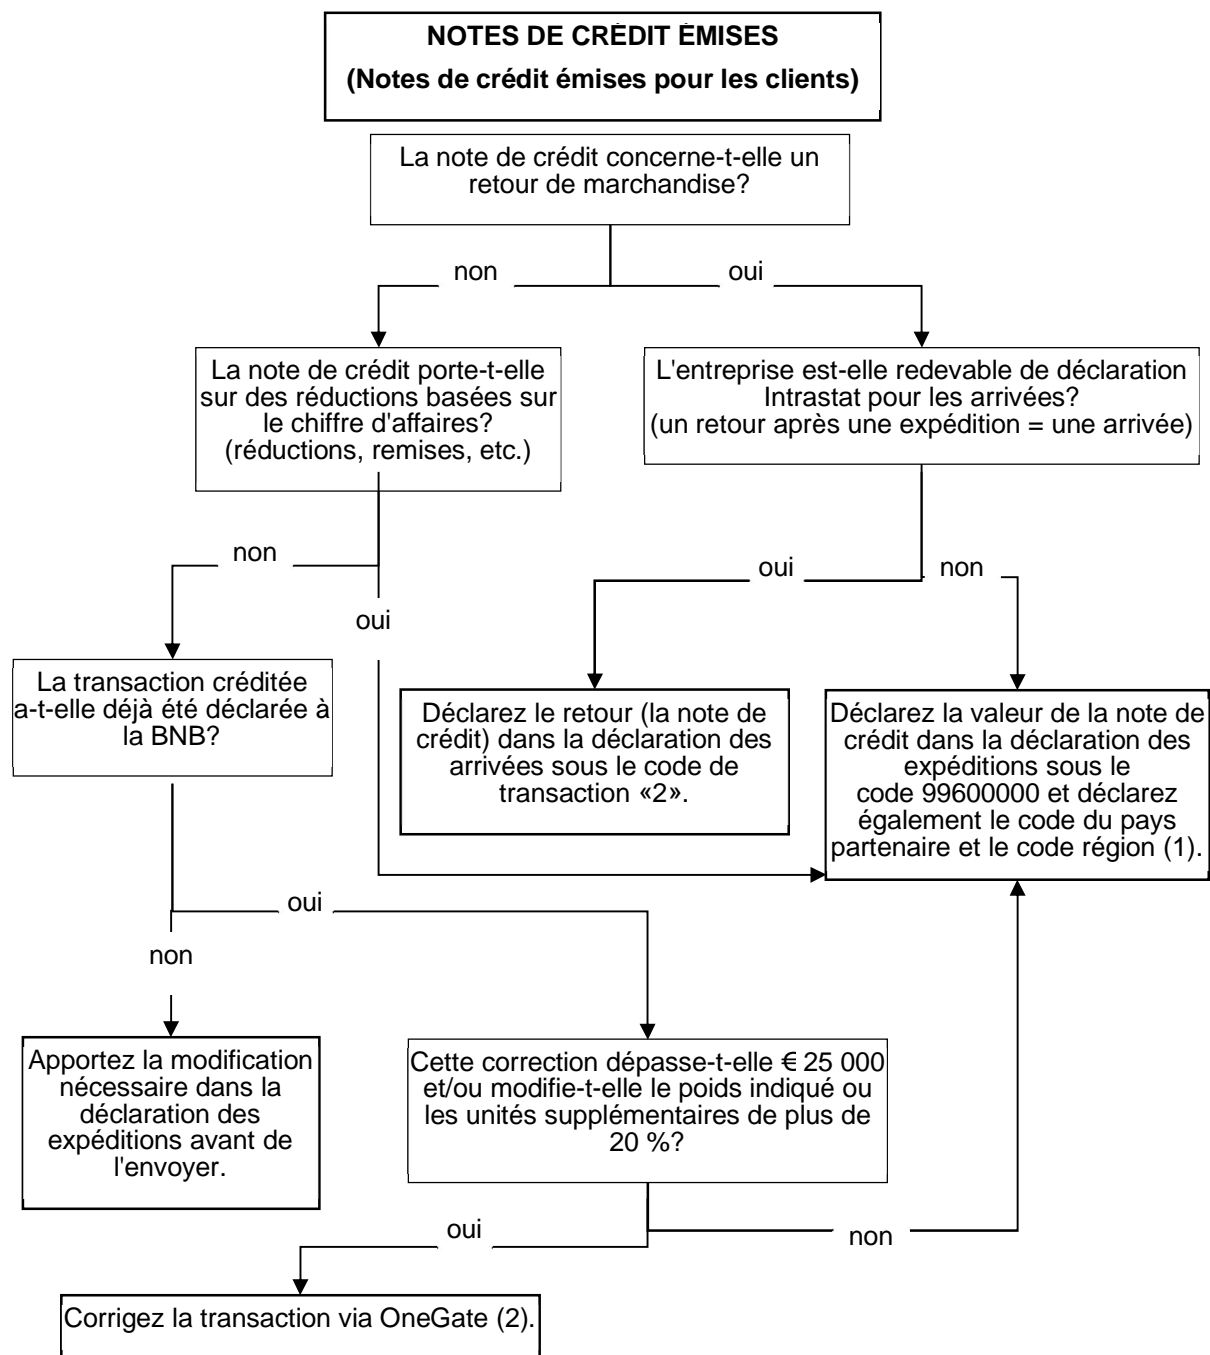 NOTES DE CRÉDIT ÉMISES
(Notes de crédit émises pour les clients)
La note de crédit concerne-t-elle un
retour de marchandise?
non
oui
La note de crédit porte-t-elle
sur des réductions basées sur
le chiffre d'affaires?
(réductions, remises, etc.)
L'entreprise est-elle redevable de déclaration
Intrastat pour les arrivées?
(un retour après une expédition = une arrivée)
non
oui
oui
non
La transaction créditée
a-t-elle déjà été déclarée à
la BNB?
Déclarez le retour (la note de
crédit) dans la déclaration des
arrivées sous le code de
transaction «2».
Déclarez la valeur de la note de
crédit dans la déclaration des
expéditions sous le
code 99600000 et déclarez
également le code du pays
partenaire et le code région (1).
oui
non
Apportez la modification
nécessaire dans la
déclaration des
expéditions avant de
l'envoyer.
Cette correction dépasse-t-elle € 25 000
et/ou modifie-t-elle le poids indiqué ou
les unités supplémentaires de plus de
20 %?
oui
non
Corrigez la transaction via OneGate (2).